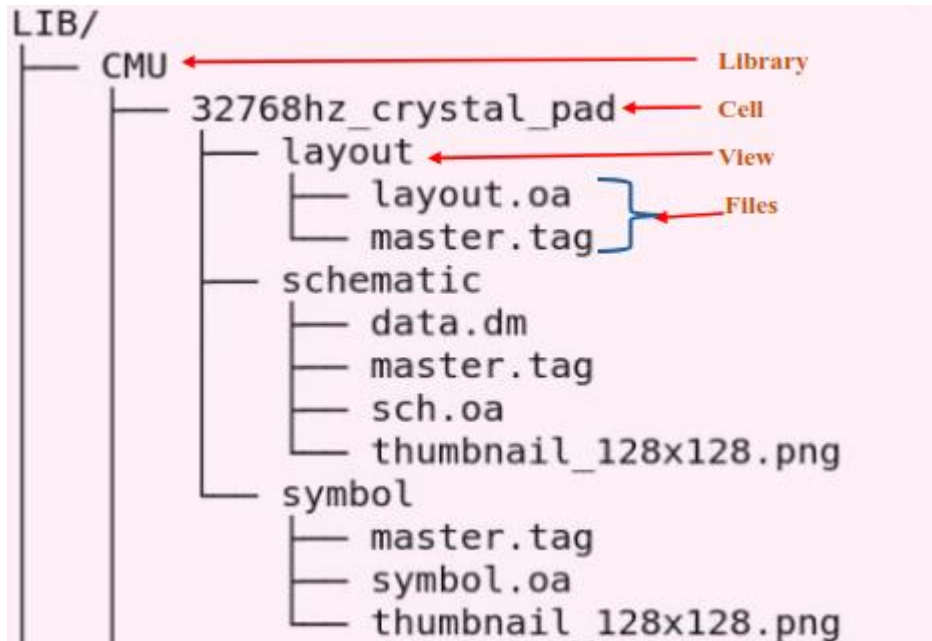 LIB/
CMU Library
32768hz_crystal_pad Cell
layout View
layout.oa Files
master.tag
schematic
data.dm
master.tag
sch.oa
thumbnail_128x128.png
symbol
master.tag
symbol.oa
thumbnail_128x128.png